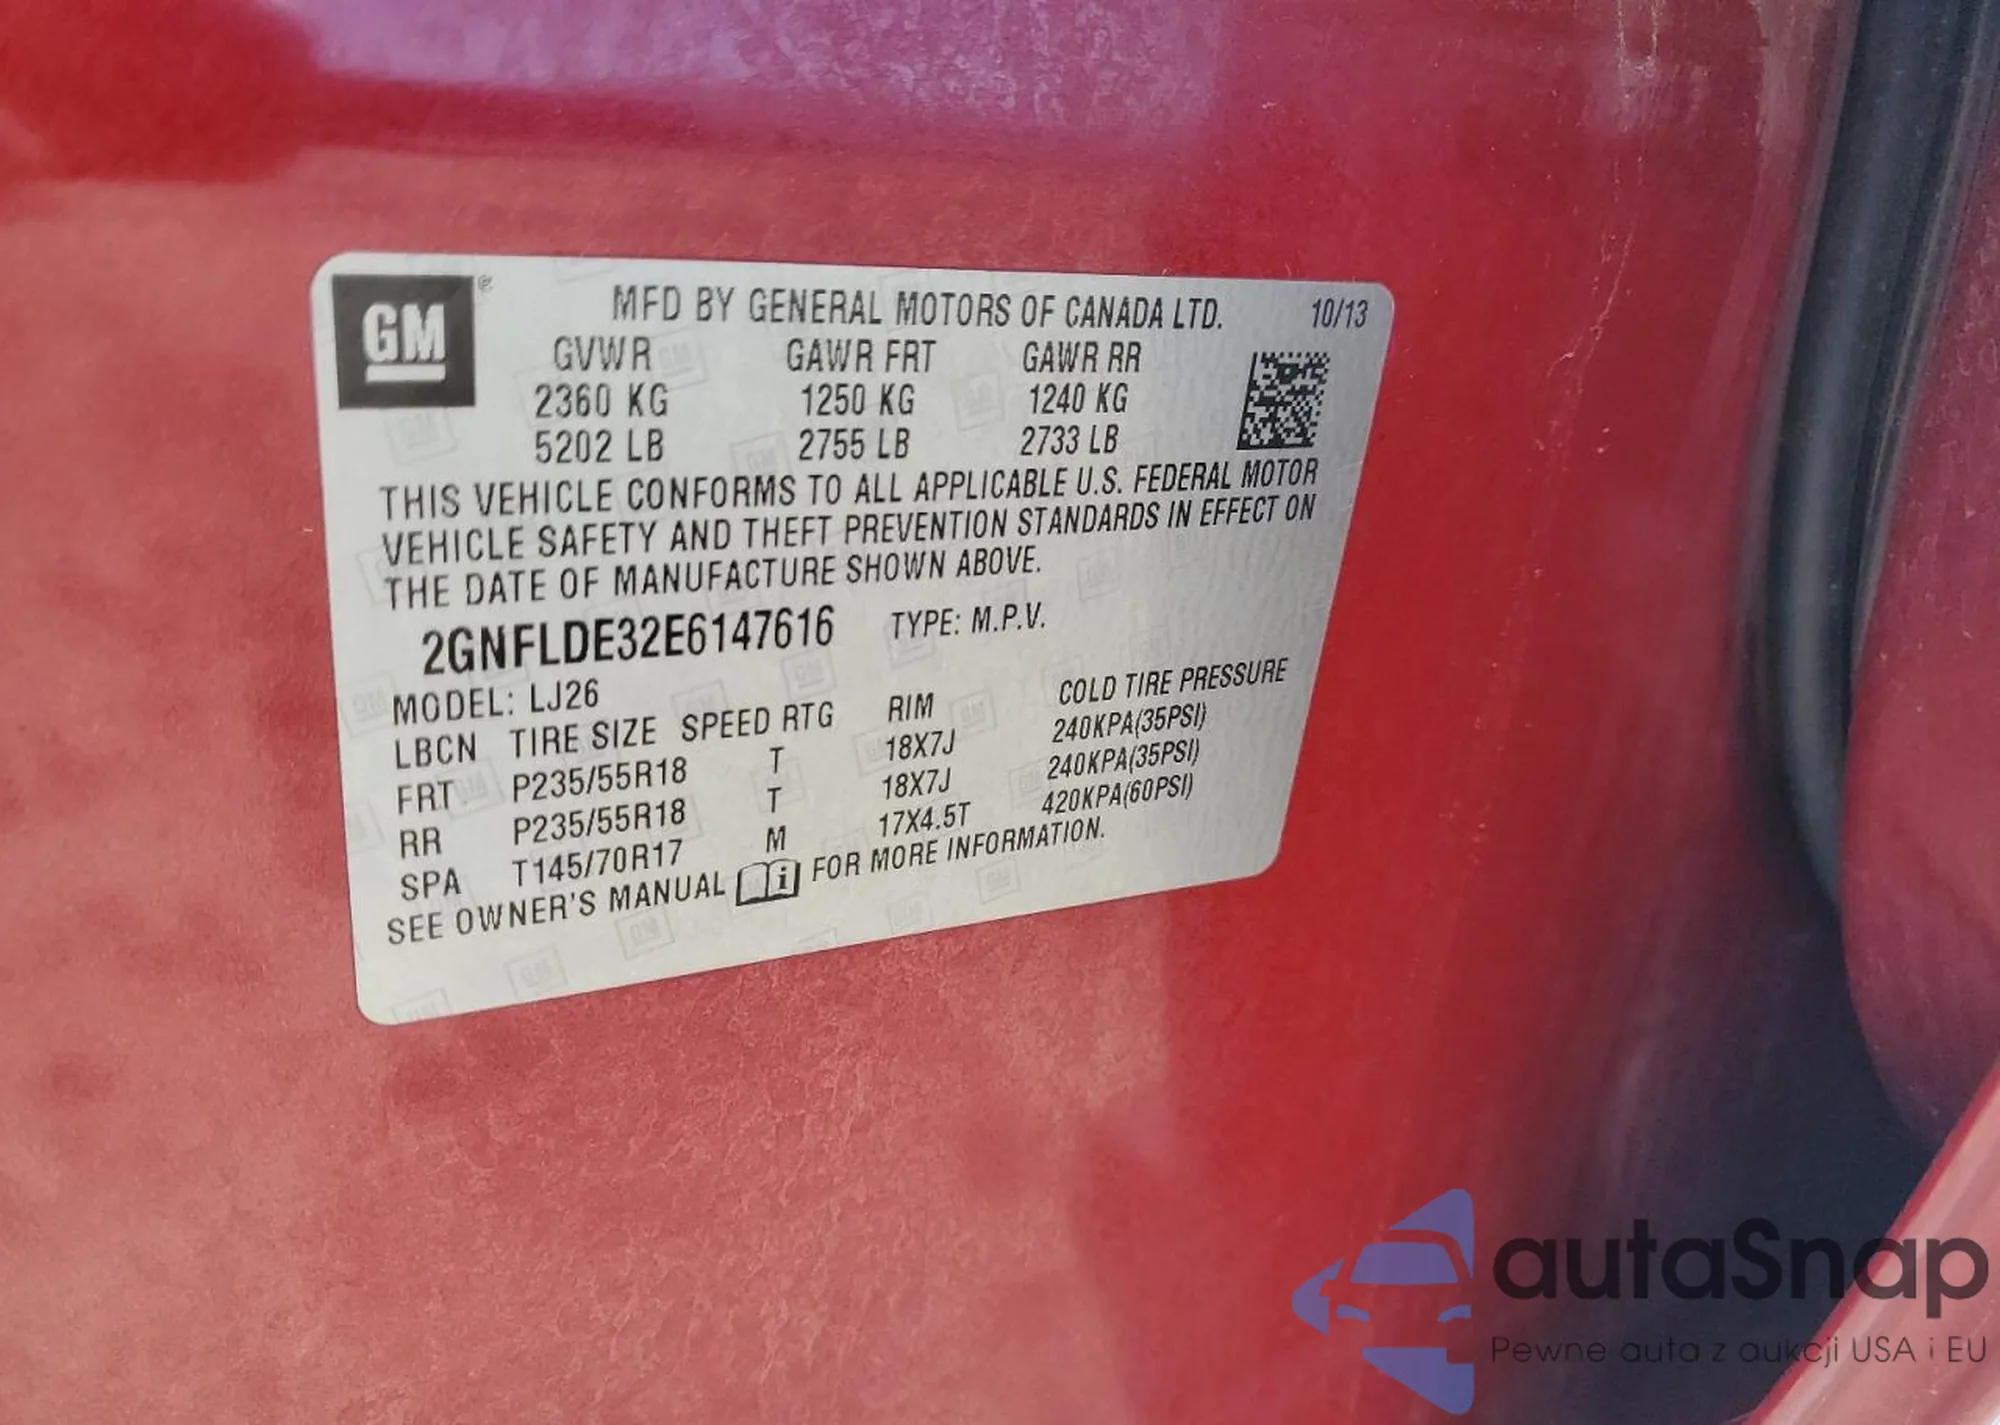 GM®
MFD BY GENERAL MOTORS OF CANADA LTD. 10/13
GVWR GAWR FRT GAWR RR
2360 KG 1250 KG 1240 KG
5202 LB 2755 LB 2733 LB
THIS VEHICLE CONFORMS TO ALL APPLICABLE U.S. FEDERAL MOTOR
VEHICLE SAFETY AND THEFT PREVENTION STANDARDS IN EFFECT ON
THE DATE OF MANUFACTURE SHOWN ABOVE.
2GNFLDE32E6147616 TYPE: M.P.V.
MODEL: LJ26
LBCN TIRE SIZE SPEED RTG RIM COLD TIRE PRESSURE
FRT P235/55R18 T 18X7J 240KPA(35PSI)
RR P235/55R18 T 18X7J 240KPA(35PSI)
SPA T145/70R17 M 17X4.5T 420KPA(60PSI)
SEE OWNER'S MANUAL i FOR MORE INFORMATION.
autaSnap
Pewne auta z aukcji USA i EU